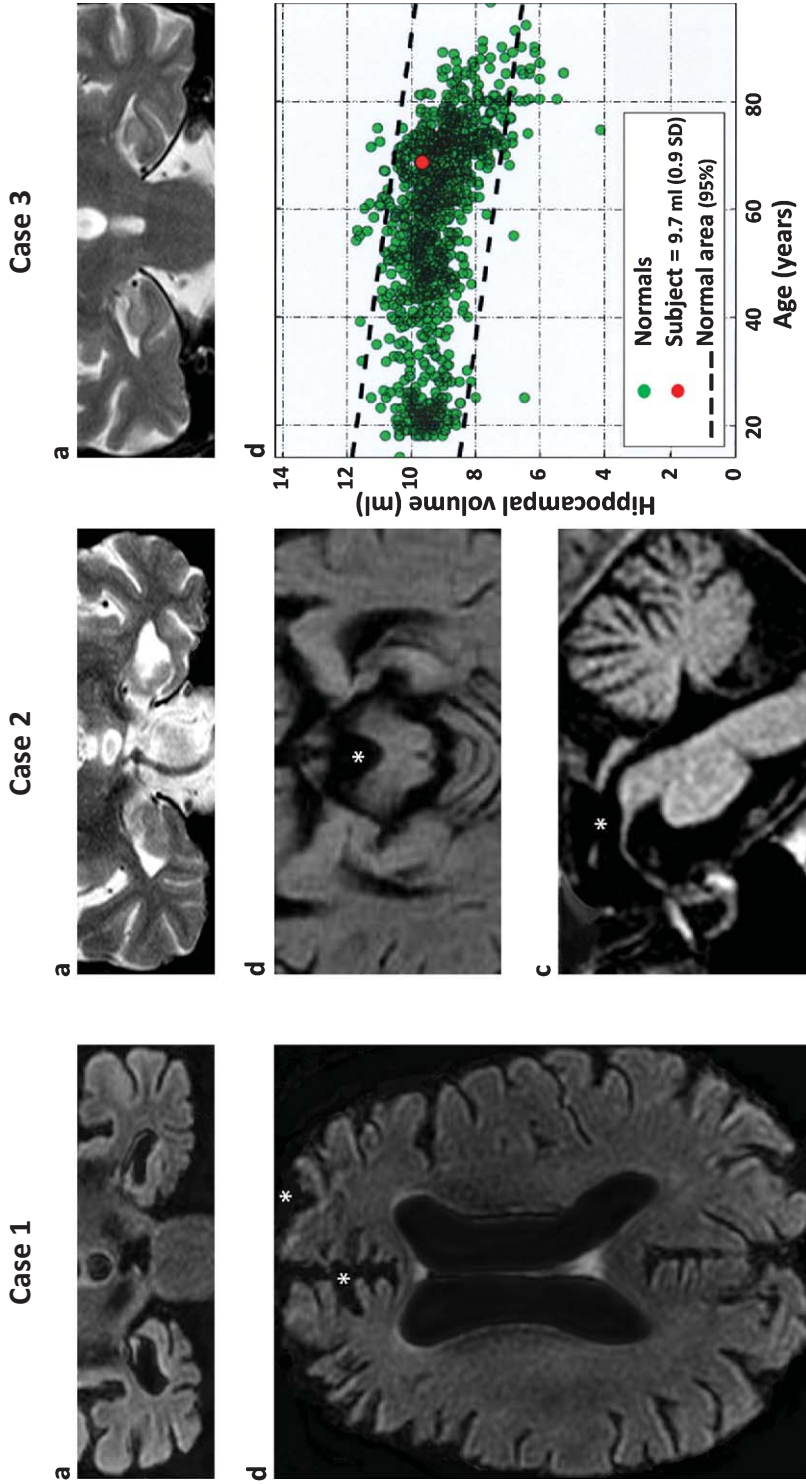 Case 1
a
d
*
*
Case 2
a
d
*
c
*
Case 3
a
d
Hippocampal volume (ml)
14
12
10
8
6
4
2
0
20
40
60
80
Age (years)
Normals
Subject = 9.7 ml (0.9 SD)
Normal area (95%)